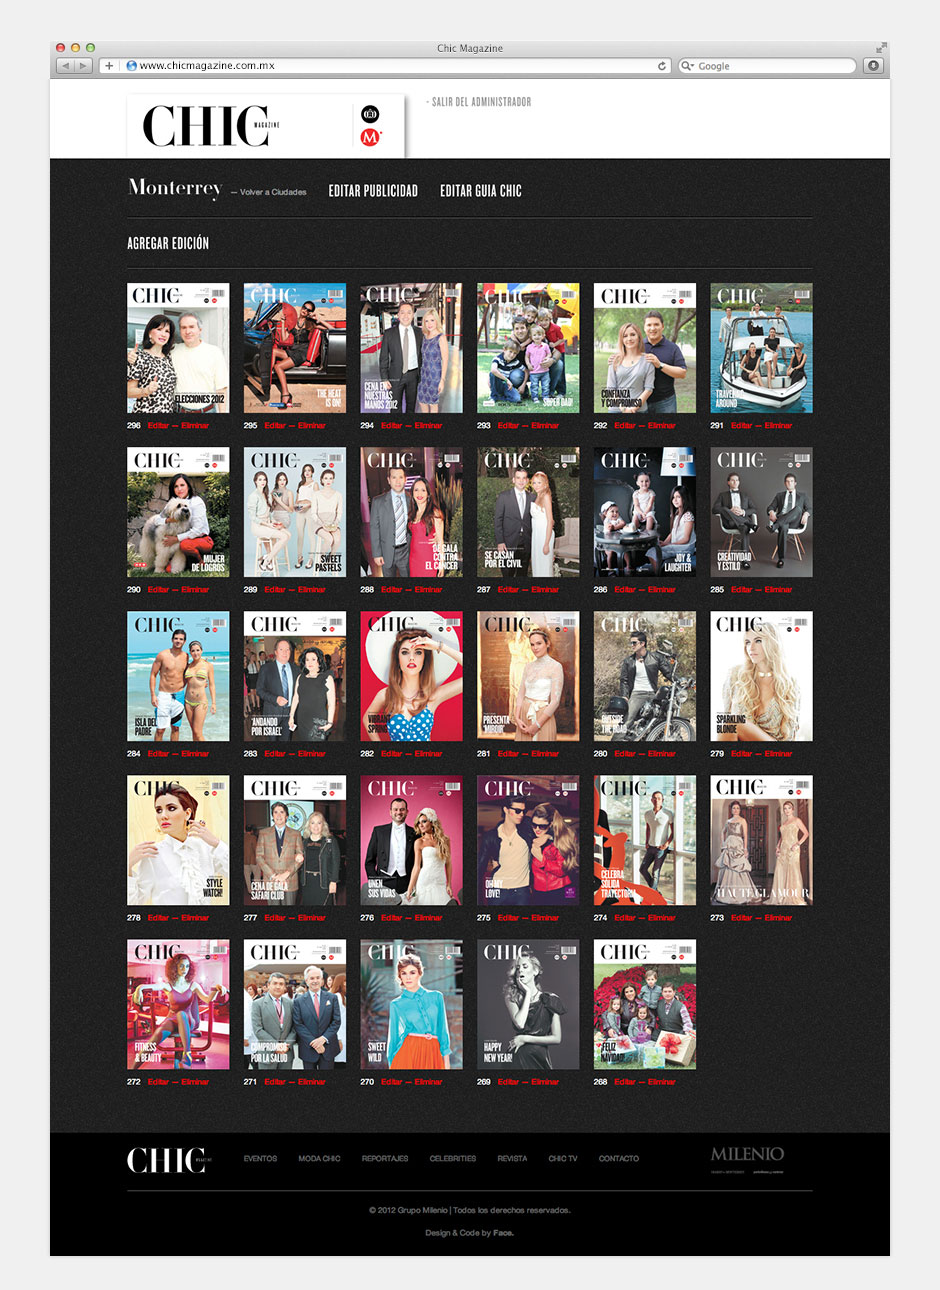 Chic Magazine
www.chicmagazine.com.mx
Google
CHIC MAGAZINE
- SALIR DEL ADMINISTRADOR
M
Monterrey — Volver a Ciudades EDITAR PUBLICIDAD EDITAR GUIA CHIC
AGREGAR EDICIÓN
CHIC
ELECCIONES 2012
CHIC
THE HEAT
IS ON!
CHIC
CENA EN
NUESTRAS
MANOS 2012
CHIC
SUPER DAD!
CHIC
CONFIANZA
Y COMPROMISO
CHIC
AROUND
296 Editar — Eliminar
295 Editar — Eliminar
294 Editar — Eliminar
293 Editar — Eliminar
292 Editar — Eliminar
291 Editar — Eliminar
CHIC
MUJER
DE LOGROS
CHIC
SWEET
PASTELS
CHIC
DE GALA
CONTRA
EL CÁNCER
CHIC
SE CASAN
POR EL CIVIL
CHIC
JOY &
LAUGHTER
CHIC
CREATIVIDAD
Y ESTILO
290 Editar — Eliminar
289 Editar — Eliminar
288 Editar — Eliminar
287 Editar — Eliminar
286 Editar — Eliminar
285 Editar — Eliminar
CHIC
ISLA DEL
PADRE
CHIC
'ANDANDO
POR ISRAEL'
CHIC
VIBRANT
SPRING
CHIC
PRESENTA
'MIROIR'
CHIC
OUTSIDE
THE ROAD
CHIC
SPARKLING
BLONDE
284 Editar — Eliminar
283 Editar — Eliminar
282 Editar — Eliminar
281 Editar — Eliminar
280 Editar — Eliminar
279 Editar — Eliminar
CHIC
STYLE
WATCH!
CHIC
CENA DE GALA
SAFARI CLUB
CHIC
UNEN
SUS VIDAS
CHIC
OH MY
LOVE!
CHIC
CELEBRA
SÓLIDA
TRAYECTORIA
CHIC
HAUTE GLAMOUR
278 Editar — Eliminar
277 Editar — Eliminar
276 Editar — Eliminar
275 Editar — Eliminar
274 Editar — Eliminar
273 Editar — Eliminar
CHIC
FITNESS
& BEAUTY
CHIC
COMPROMISO
POR LA SALUD
CHIC
SWEET
WILD
CHIC
HAPPY
NEW YEAR!
CHIC
FELIZ
NAVIDAD!
272 Editar — Eliminar
271 Editar — Eliminar
270 Editar — Eliminar
269 Editar — Eliminar
268 Editar — Eliminar
CHIC
EVENTOS MODA CHIC REPORTAJES CELEBRITIES REVISTA CHIC TV CONTACTO
MILENIO
© 2012 Grupo Milenio | Todos los derechos reservados.
Design & Code by Face.